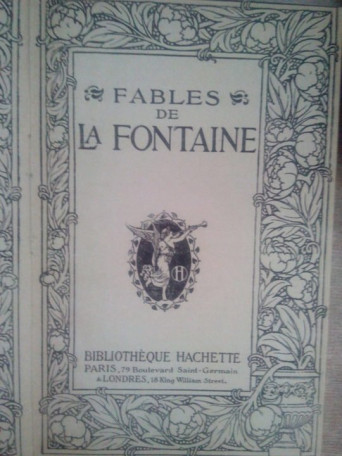 FABLES
DE
LA FONTAINE
H
BIBLIOTHÈQUE HACHETTE
PARIS, 79 Boulevard Saint-Germain
& LONDRES, 18 King William Street.